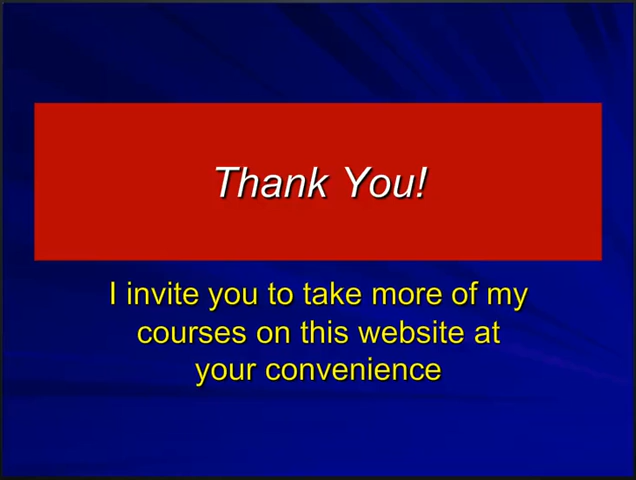 Thank You!
I invite you to take more of my
courses on this website at
your convenience